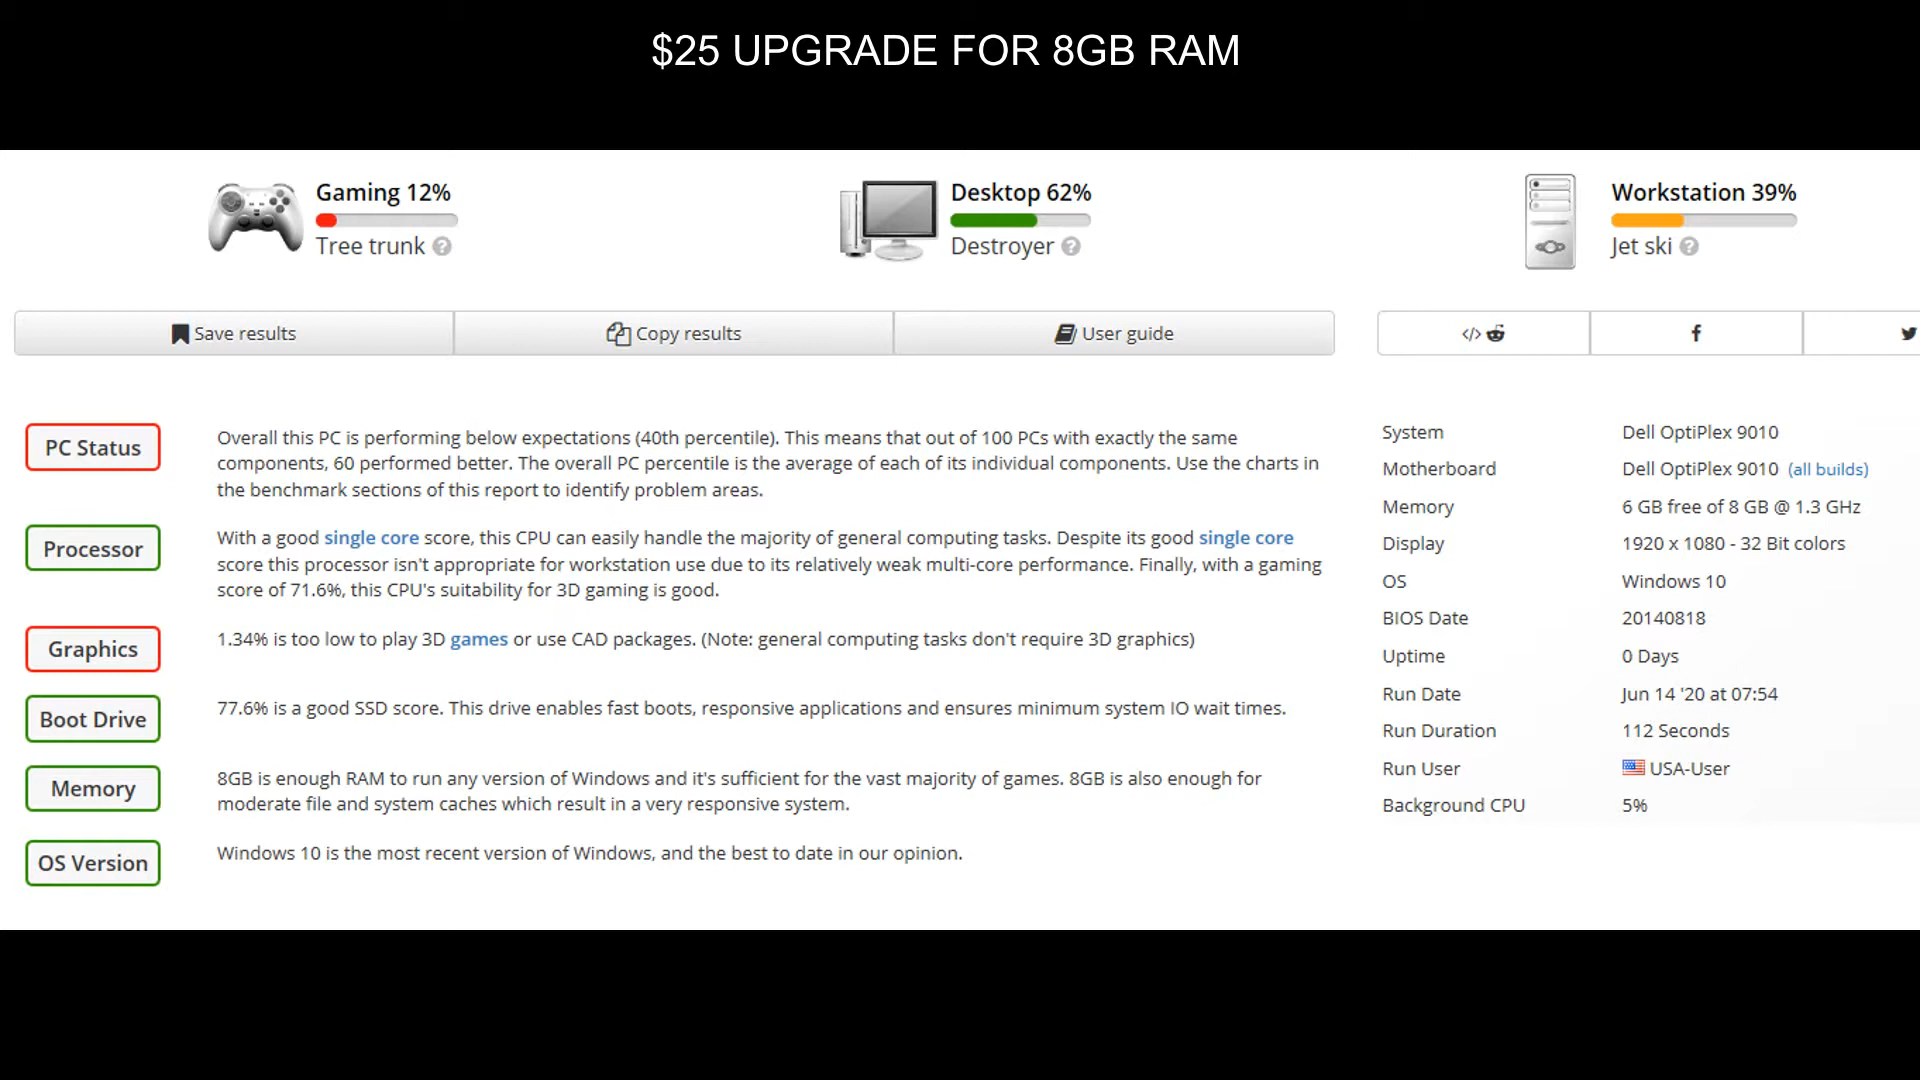 $25 UPGRADE FOR 8GB RAM
Gaming 12%
Tree trunk
Desktop 62%
Destroyer
Workstation 39%
Jet ski
Save results
Copy results
User guide
</>
PC Status
Overall this PC is performing below expectations (40th percentile). This means that out of 100 PCs with exactly the same
components, 60 performed better. The overall PC percentile is the average of each of its individual components. Use the charts in
the benchmark sections of this report to identify problem areas.
Processor
With a good single core score, this CPU can easily handle the majority of general computing tasks. Despite its good single core
score this processor isn't appropriate for workstation use due to its relatively weak multi-core performance. Finally, with a gaming
score of 71.6%, this CPU's suitability for 3D gaming is good.
Graphics
1.34% is too low to play 3D games or use CAD packages. (Note: general computing tasks don't require 3D graphics)
Boot Drive
77.6% is a good SSD score. This drive enables fast boots, responsive applications and ensures minimum system IO wait times.
Memory
8GB is enough RAM to run any version of Windows and it's sufficient for the vast majority of games. 8GB is also enough for
moderate file and system caches which result in a very responsive system.
OS Version
Windows 10 is the most recent version of Windows, and the best to date in our opinion.
System Dell OptiPlex 9010
Motherboard Dell OptiPlex 9010 (all builds)
Memory 6 GB free of 8 GB @ 1.3 GHz
Display 1920 x 1080 - 32 Bit colors
OS Windows 10
BIOS Date 20140818
Uptime 0 Days
Run Date Jun 14 '20 at 07:54
Run Duration 112 Seconds
Run User USA-User
Background CPU 5%